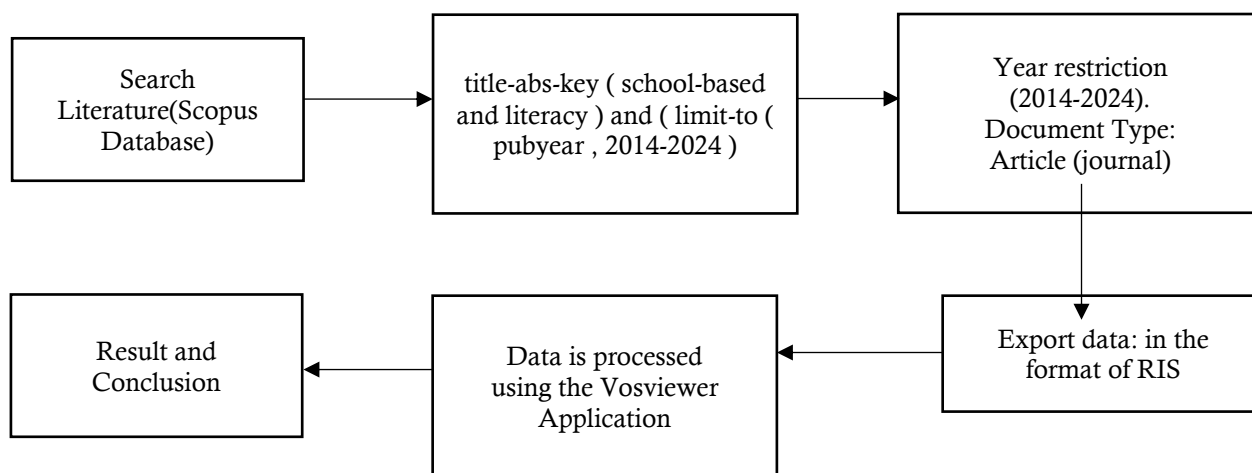 Search
Literature(Scopus
Database)
title-abs-key ( school-based
and literacy ) and ( limit-to (
pubyear , 2014-2024 )
Year restriction
(2014-2024).
Document Type:
Article (journal)
Export data: in the
format of RIS
Data is processed
using the Vosviewer
Application
Result and
Conclusion